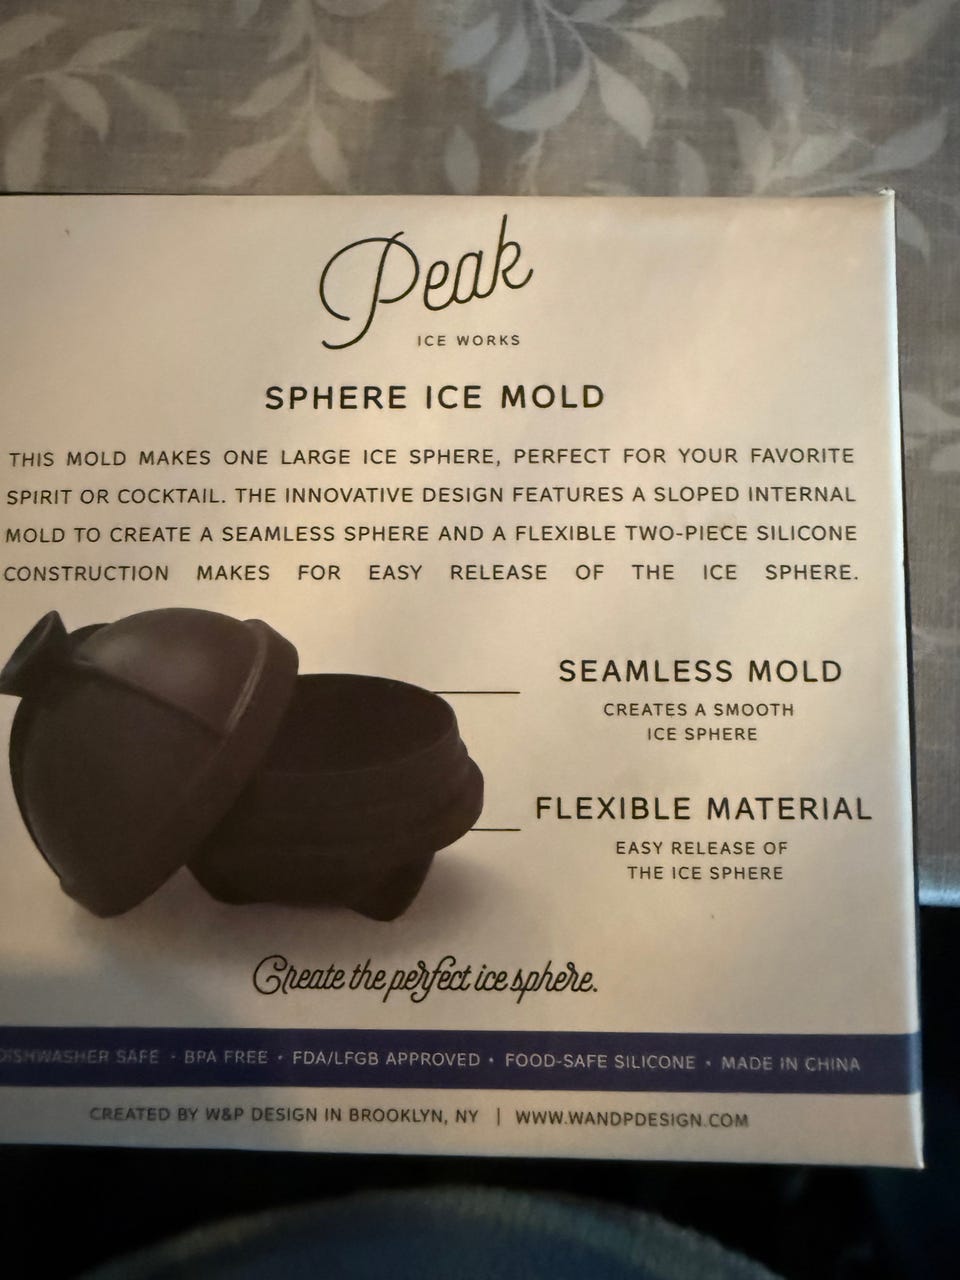 Peak
ICE WORKS
SPHERE ICE MOLD
THIS MOLD MAKES ONE LARGE ICE SPHERE, PERFECT FOR YOUR FAVORITE
SPIRIT OR COCKTAIL. THE INNOVATIVE DESIGN FEATURES A SLOPED INTERNAL
MOLD TO CREATE A SEAMLESS SPHERE AND A FLEXIBLE TWO-PIECE SILICONE
CONSTRUCTION MAKES FOR EASY RELEASE OF THE ICE SPHERE.
SEAMLESS MOLD
CREATES A SMOOTH
ICE SPHERE
FLEXIBLE MATERIAL
EASY RELEASE OF
THE ICE SPHERE
Create the perfect ice sphere.
DISHWASHER SAFE • BPA FREE • FDA/LFGB APPROVED • FOOD-SAFE SILICONE • MADE IN CHINA
CREATED BY W&P DESIGN IN BROOKLYN, NY | WWW.WANDPDESIGN.COM